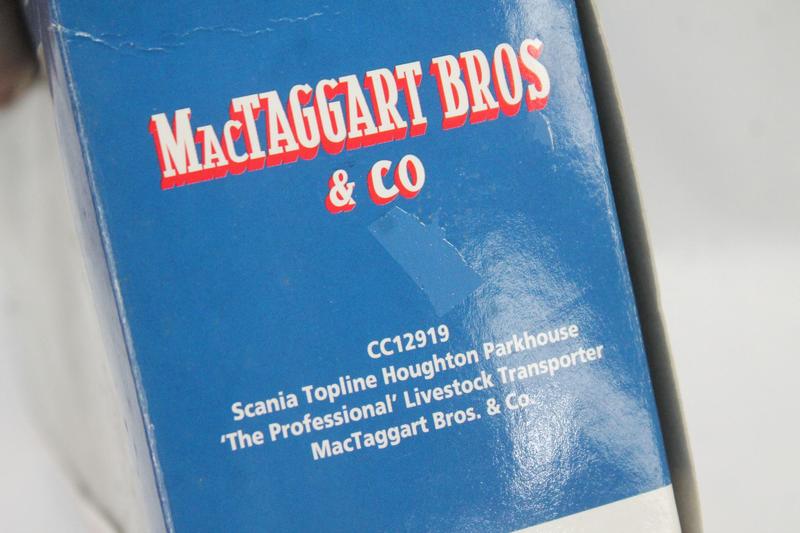 MACTAGGART BROS
& CO
CC12919
Scania Topline Houghton Parkhouse
'The Professional' Livestock Transporter
MacTaggart Bros. & Co.